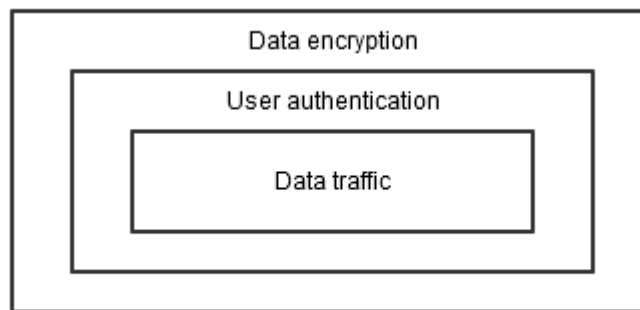 Data encryption
User authentication
Data traffic